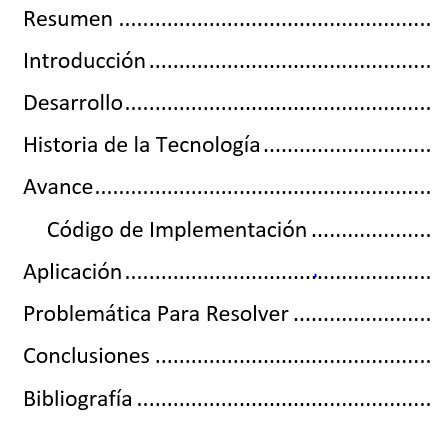 Resumen ..................................................
Introducción ..............................................
Desarrollo .................................................
Historia de la Tecnología ............................
Avance .....................................................
Código de Implementación ...................
Aplicación .................................................
Problemática Para Resolver .......................
Conclusiones .............................................
Bibliografía ................................................